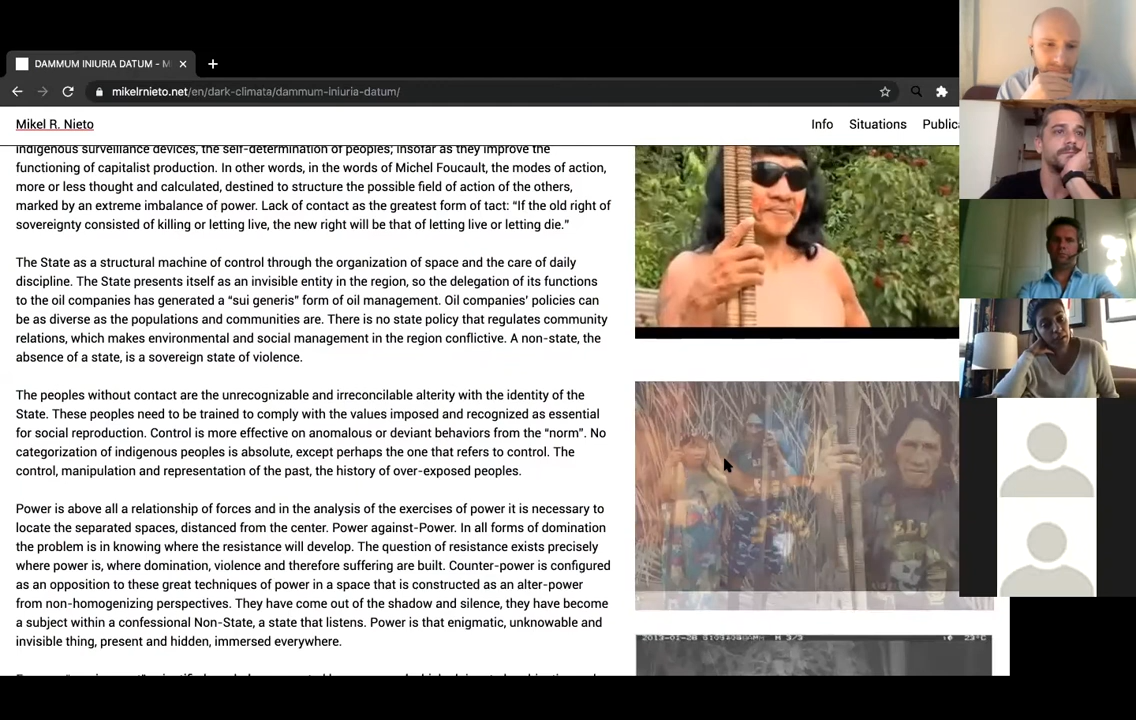 DAMMUM INIURIA DATUM - M
mikelrnieto.net/en/dark-climata/dammum-iniuria-datum/
Mikel R. Nieto
Info
Situations
Publica
indigenous surveillance devices, the self-determination of peoples; insofar as they improve the
functioning of capitalist production. In other words, in the words of Michel Foucault, the modes of action,
more or less thought and calculated, destined to structure the possible field of action of the others,
marked by an extreme imbalance of power. Lack of contact as the greatest form of tact: “If the old right of
sovereignty consisted of killing or letting live, the new right will be that of letting live or letting die.”
The State as a structural machine of control through the organization of space and the care of daily
discipline. The State presents itself as an invisible entity in the region, so the delegation of its functions
to the oil companies has generated a “sui generis” form of oil management. Oil companies’ policies can
be as diverse as the populations and communities are. There is no state policy that regulates community
relations, which makes environmental and social management in the region conflictive. A non-state, the
absence of a state, is a sovereign state of violence.
The peoples without contact are the unrecognizable and irreconcilable alterity with the identity of the
State. These peoples need to be trained to comply with the values imposed and recognized as essential
for social reproduction. Control is more effective on anomalous or deviant behaviors from the “norm”. No
categorization of indigenous peoples is absolute, except perhaps the one that refers to control. The
control, manipulation and representation of the past, the history of over-exposed peoples.
Power is above all a relationship of forces and in the analysis of the exercises of power it is necessary to
locate the separated spaces, distanced from the center. Power against-Power. In all forms of domination
the problem is in knowing where the resistance will develop. The question of resistance exists precisely
where power is, where domination, violence and therefore suffering are built. Counter-power is configured
as an opposition to these great techniques of power in a space that is constructed as an alter-power
from non-homogenizing perspectives. They have come out of the shadow and silence, they have become
a subject within a confessional Non-State, a state that listens. Power is that enigmatic, unknowable and
invisible thing, present and hidden, immersed everywhere.
3/3
23°C